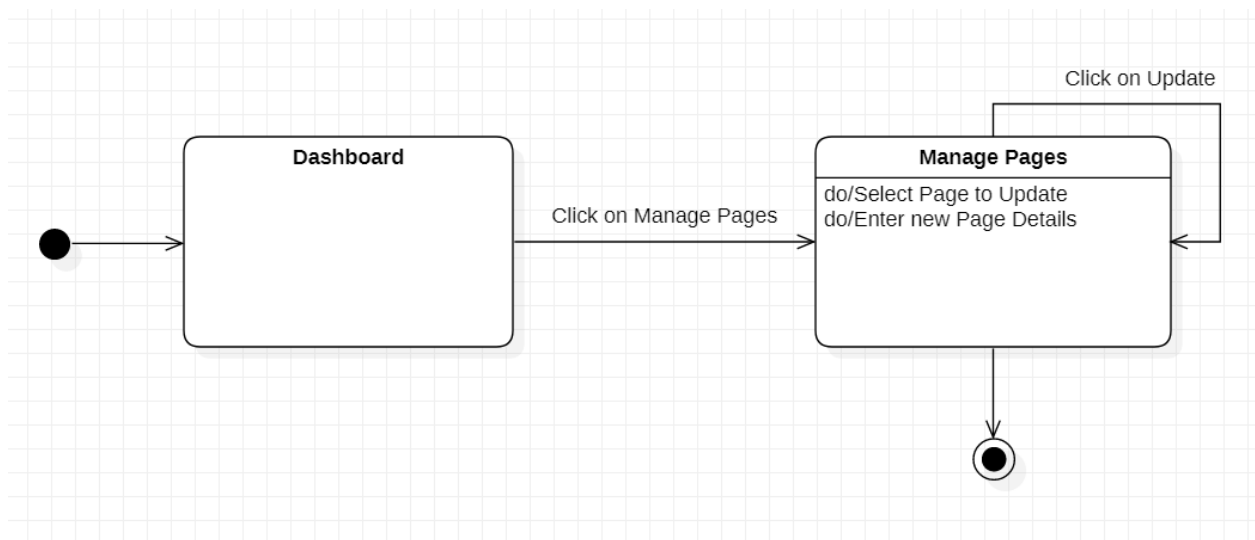 Click on Update
Dashboard
Manage Pages
do/Select Page to Update
do/Enter new Page Details
Click on Manage Pages